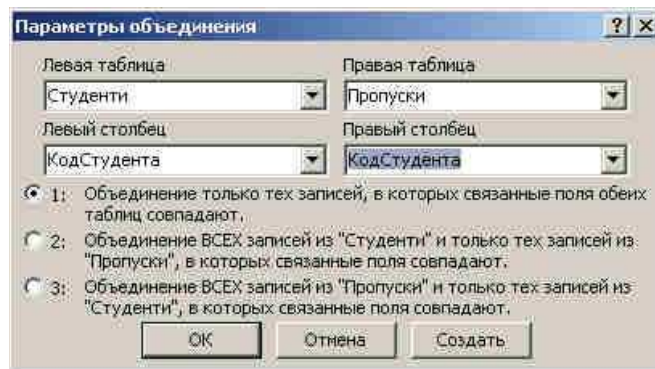 Параметры объединения
Левая таблица
Правая таблица
Студенти
Пропуски
Левый столбец
Правый столбец
КодСтудента
КодСтудента
1: Объединение только тех записей, в которых связанные поля обеих
таблиц совпадают.
2: Объединение ВСЕХ записей из "Студенти" и только тех записей из
"Пропуски", в которых связанные поля совпадают.
3: Объединение ВСЕХ записей из "Пропуски" и только тех записей из
"Студенти", в которых связанные поля совпадают.
ОК
Отмена
Создать